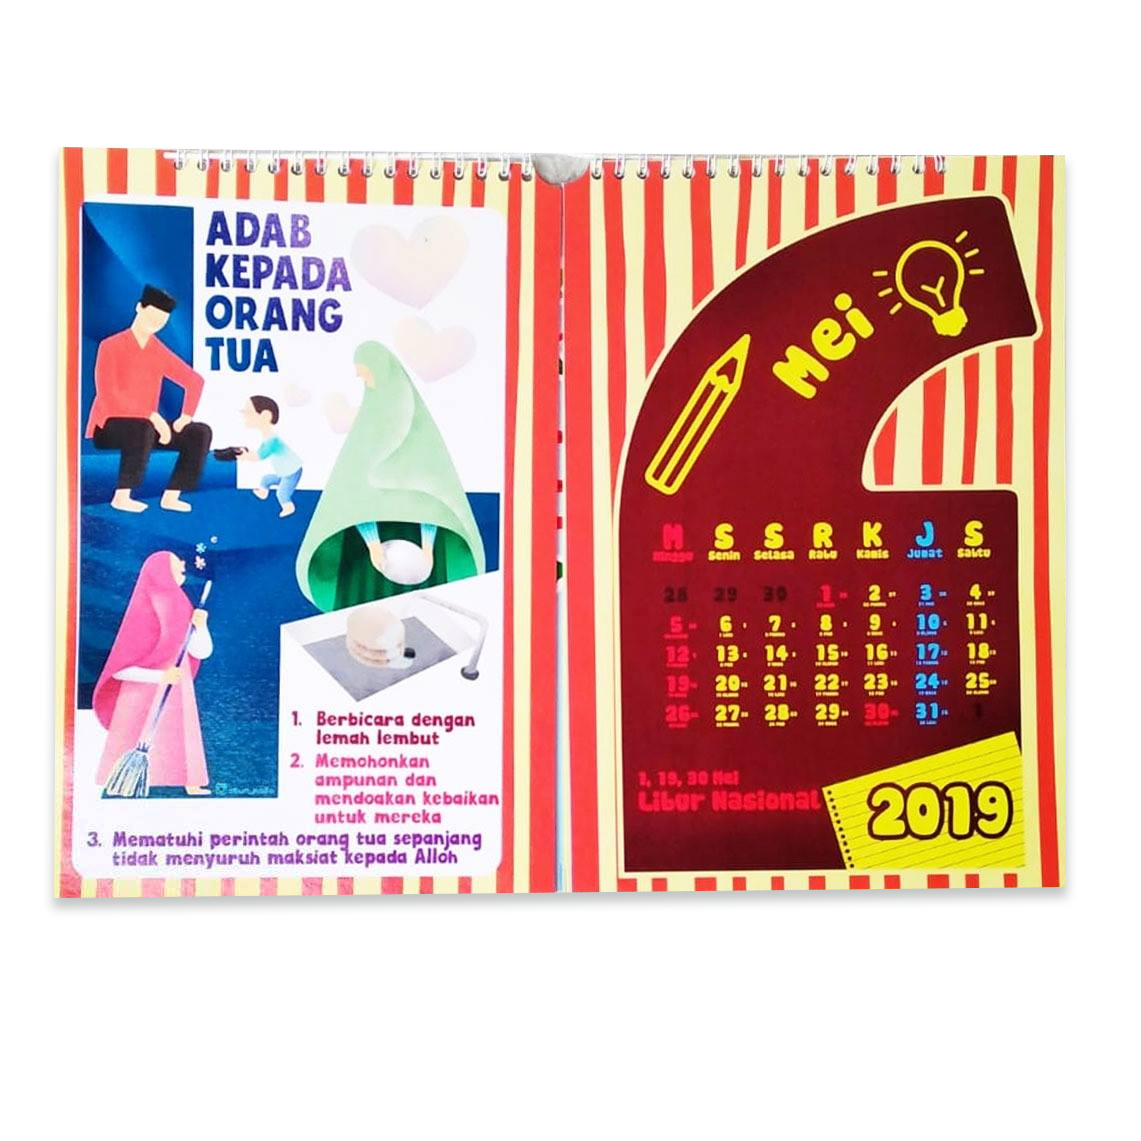 ADAB
KEPADA
ORANG
TUA
1. Berbicara dengan
lemah lembut
2. Memohonkan
ampunan dan
mendoakan kebaikan
untuk mereka
3. Mematuhi perintah orang tua sepanjang
tidak menyuruh maksiat kepada Alloh
Mei
M S S R K J S
Minggu Senin Selasa Rabu Kamis Jumat Sabtu
28 29 30 1 2 3 4
5 6 7 8 9 10 11
12 13 14 15 16 17 18
19 20 21 22 23 24 25
26 27 28 29 30 31 1
1, 19, 30 Mei
Libur Nasional
2019